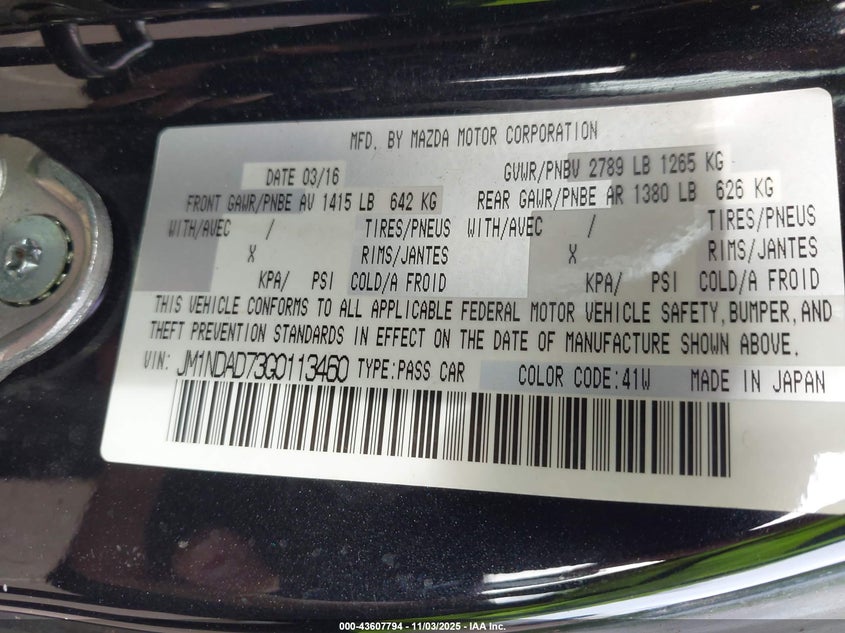 MFD. BY MAZDA MOTOR CORPORATION
DATE 03/16 GVWR/PNBV 2789 LB 1265 KG
FRONT GAWR/PNBE AV 1415 LB 642 KG REAR GAWR/PNBE AR 1380 LB 626 KG
WITH/AVEC / TIRES/PNEUS WITH/AVEC / TIRES/PNEUS
X RIMS/JANTES X RIMS/JANTES
KPA/ PSI COLD/A FROID KPA/ PSI COLD/A FROID
THIS VEHICLE CONFORMS TO ALL APPLICABLE FEDERAL MOTOR VEHICLE SAFETY,BUMPER,AND
THEFT PREVENTION STANDARDS IN EFFECT ON THE DATE OF MANUFACTURE SHOWN ABOVE.
VIN: JM1NDAD73G0113460 TYPE:PASS CAR COLOR CODE:41W MADE IN JAPAN
000-43607794 - 11/03/2025 - IAA Inc.